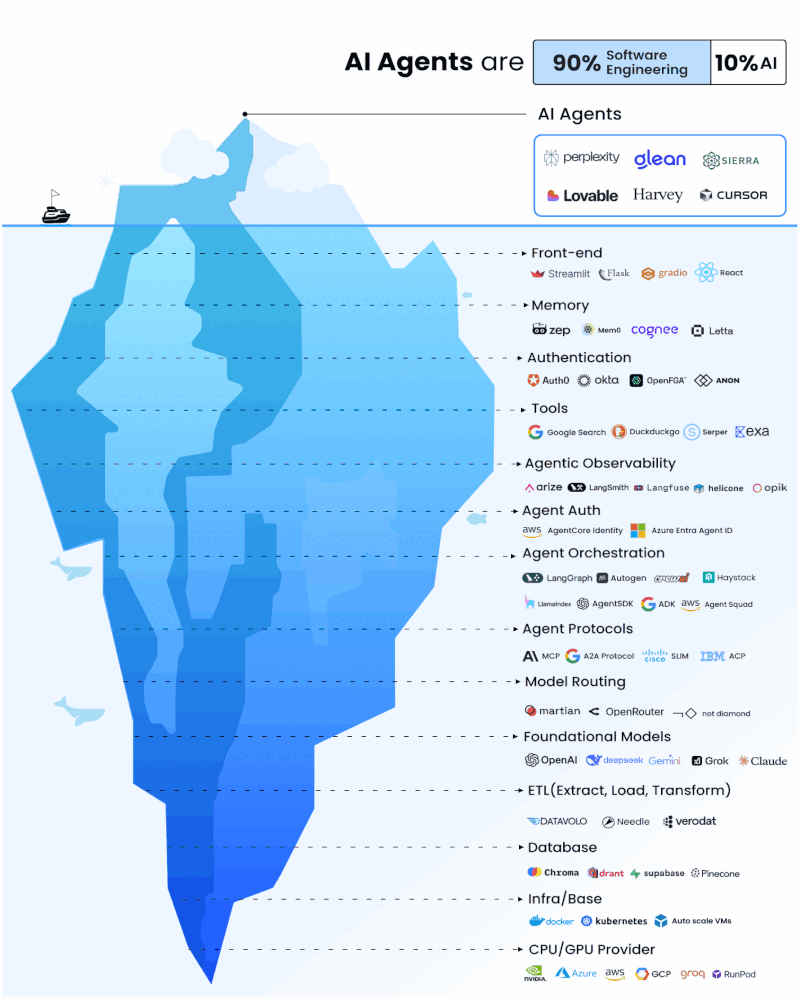 AI Agents are 90% Software Engineering 10% AI
AI Agents
perplexity glean SIERRA
Lovable Harvey CURSOR
Front-end
Streamlit Flask gradio React
Memory
zep Mem0 cognee Letta
Authentication
Auth0 okta OpenFGA ANON
Tools
Google Search Duckduckgo Serper exa
Agentic Observability
arize LangSmith Langfuse helicone opik
Agent Auth
aws AgentCore Identity Azure Entra Agent ID
Agent Orchestration
LangGraph Autogen crewai Haystack
LlamaIndex AgentSDK ADK aws Agent Squad
Agent Protocols
MCP A2A Protocol CISCO SLIM IBM ACP
Model Routing
martian OpenRouter not diamond
Foundational Models
OpenAI deepseek Gemini Grok Claude
ETL(Extract, Load, Transform)
DATAVOLO Needle verodat
Database
Chroma drant supabase Pinecone
Infra/Base
docker kubernetes Auto scale VMs
CPU/GPU Provider
NVIDIA. Azure aws GCP groq RunPod